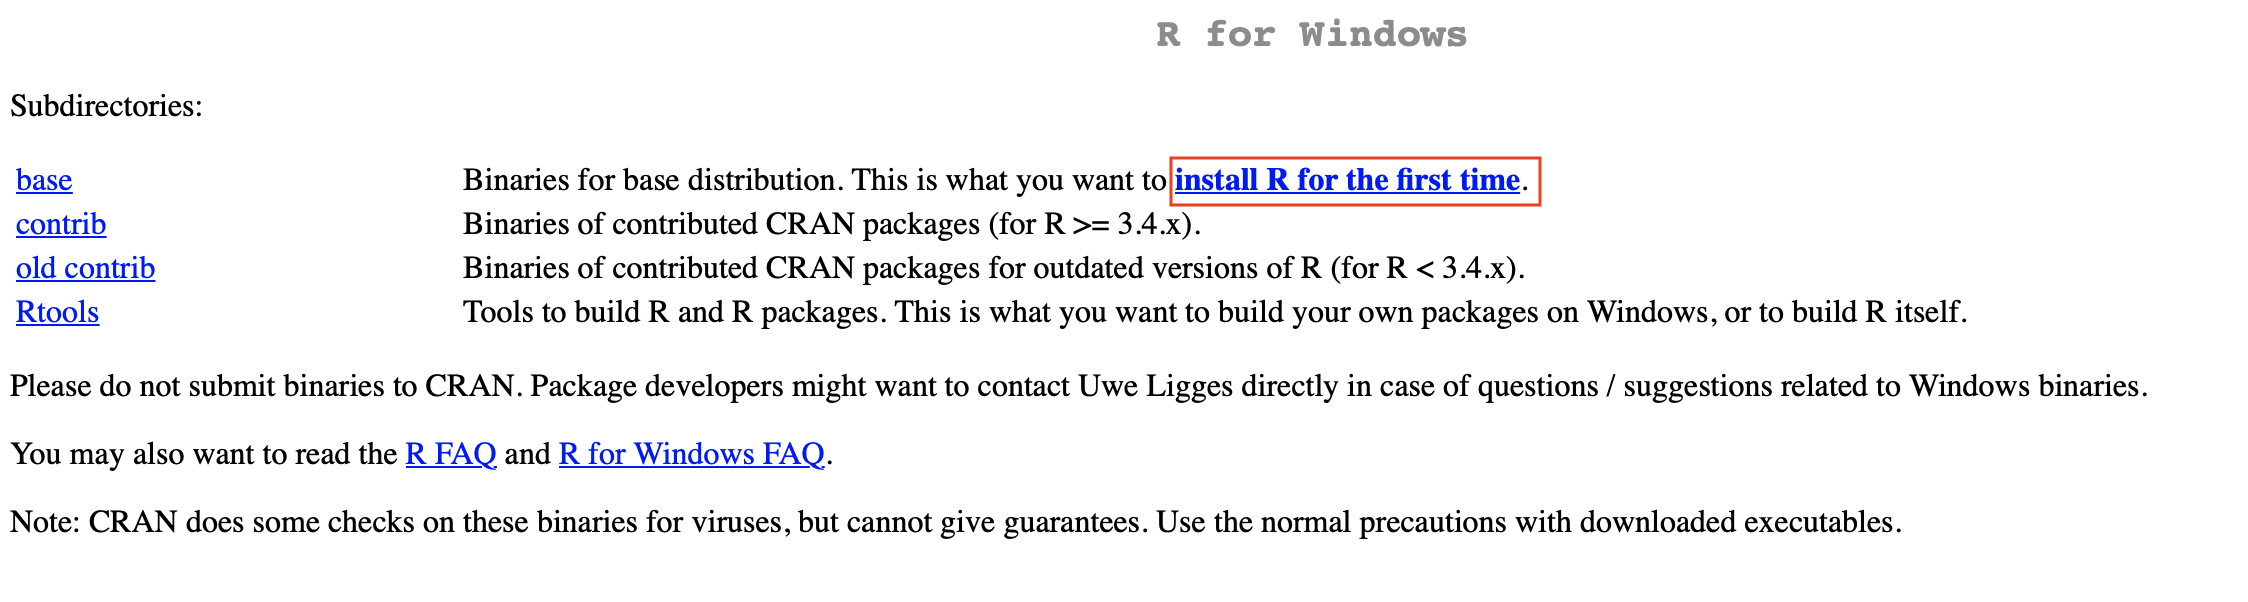 R for Windows
Subdirectories:
base Binaries for base distribution. This is what you want to install R for the first time.
contrib Binaries of contributed CRAN packages (for R >= 3.4.x).
old contrib Binaries of contributed CRAN packages for outdated versions of R (for R < 3.4.x).
Rtools Tools to build R and R packages. This is what you want to build your own packages on Windows, or to build R itself.
Please do not submit binaries to CRAN. Package developers might want to contact Uwe Ligges directly in case of questions / suggestions related to Windows binaries.
You may also want to read the R FAQ and R for Windows FAQ.
Note: CRAN does some checks on these binaries for viruses, but cannot give guarantees. Use the normal precautions with downloaded executables.